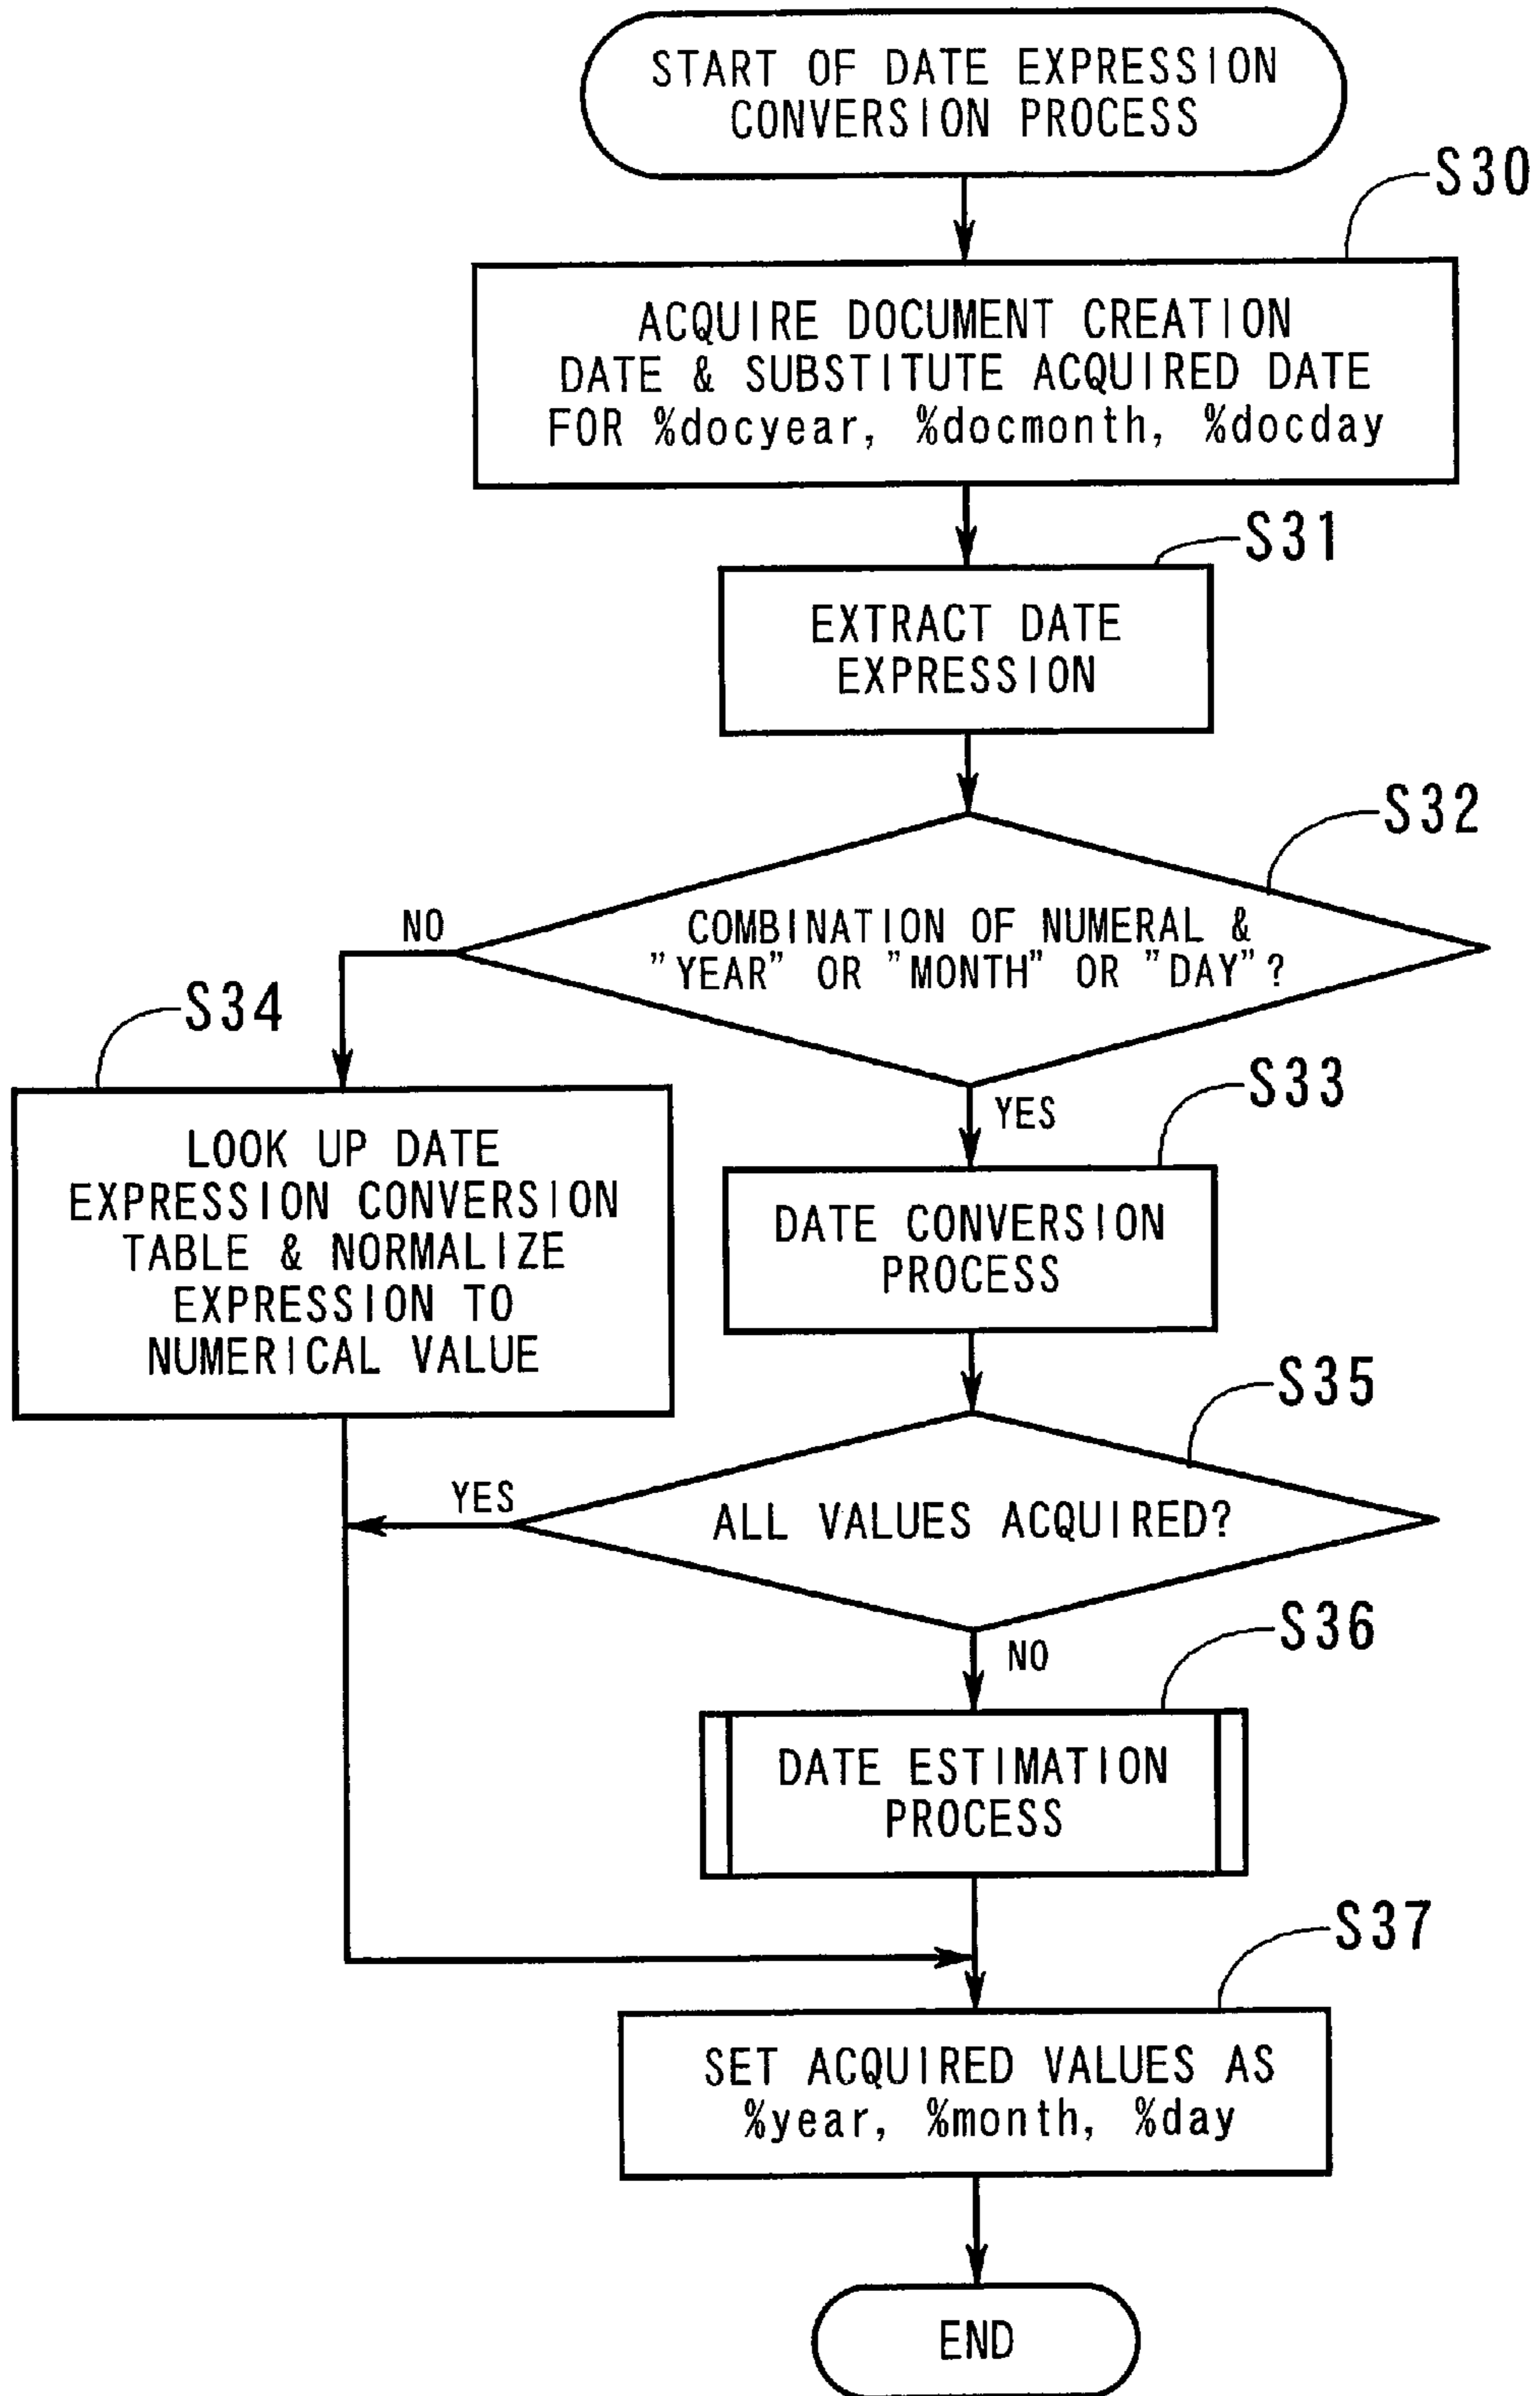 START OF DATE EXPRESSION
CONVERSION PROCESS
S30
ACQUIRE DOCUMENT CREATION
DATE & SUBSTITUTE ACQUIRED DATE
FOR %docyear, %docmonth, %docday
S31
EXTRACT DATE
EXPRESSION
S32
COMBINATION OF NUMERAL &
"YEAR" OR "MONTH" OR "DAY"?
NO
S34
LOOK UP DATE
EXPRESSION CONVERSION
TABLE & NORMALIZE
EXPRESSION TO
NUMERICAL VALUE
YES
S33
DATE CONVERSION
PROCESS
S35
ALL VALUES ACQUIRED?
YES
NO
S36
DATE ESTIMATION
PROCESS
S37
SET ACQUIRED VALUES AS
%year, %month, %day
END